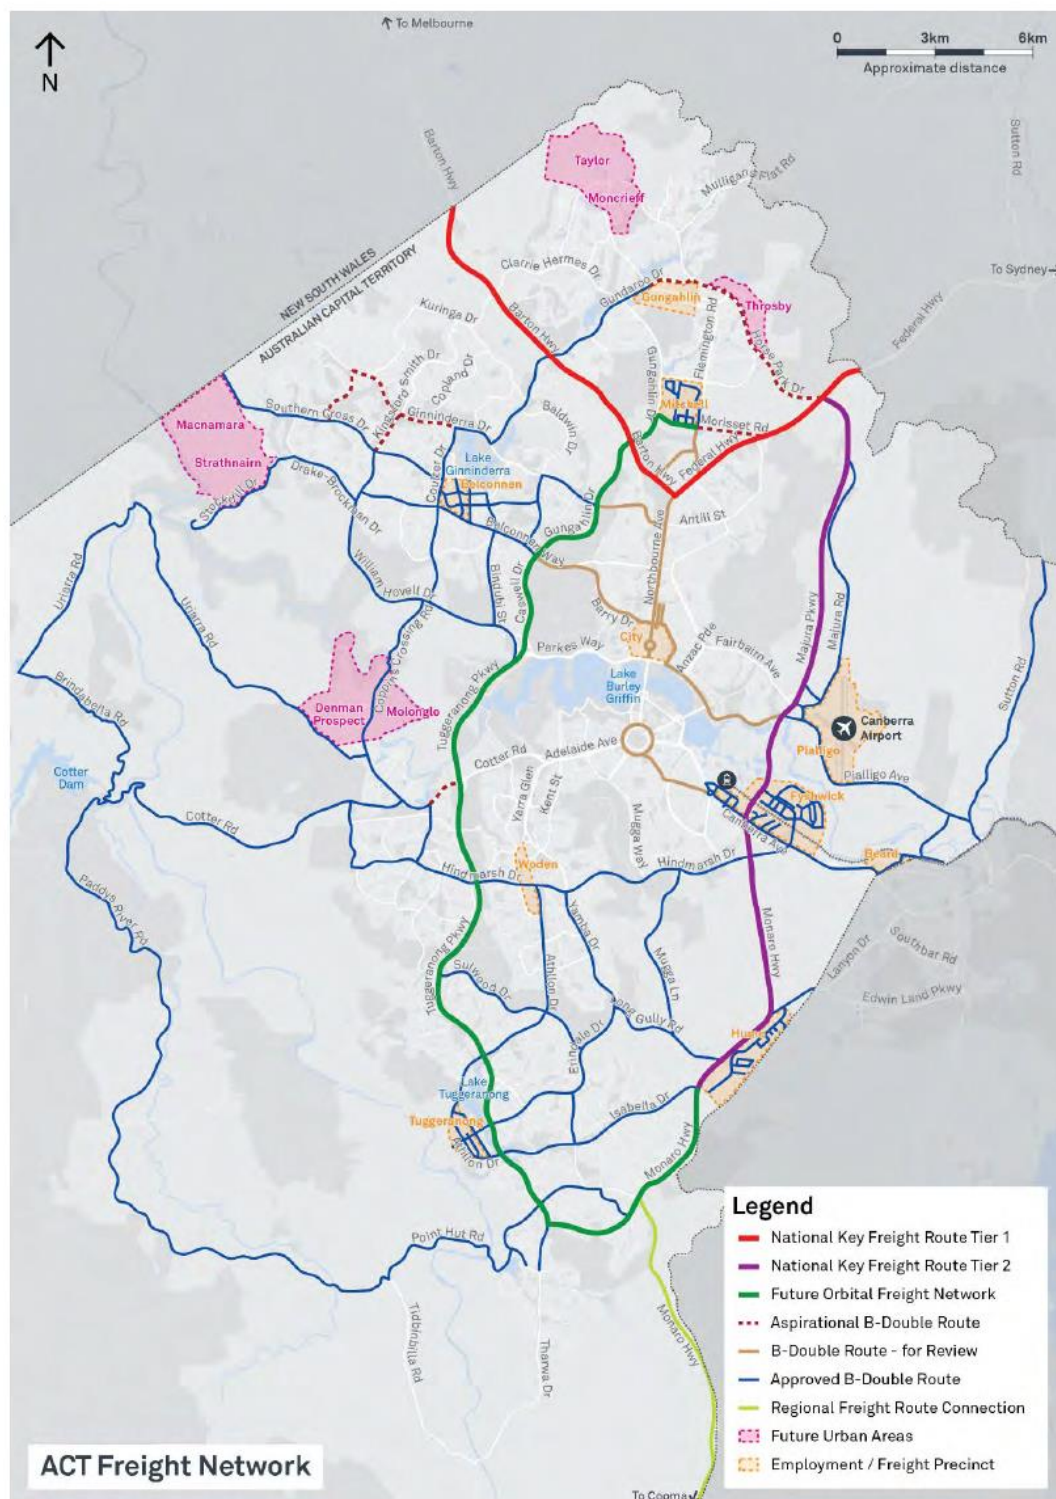 To Melbourne
N
0 3km 6km
Approximate distance
Barton Hwy
Taylor
Moncrieff
Mulligans Flat Rd
Sutton Rd
To Sydney
NEW SOUTH WALES
AUSTRALIAN CAPITAL TERRITORY
Clarrie Hermes Dr
Gundaroo Dr
Gungahlin
Throsby
Federal Hwy
Kuringa Dr
Barton Hwy
Flemington Rd
Horse Park Dr
Gungahlin Dr
Kingsford Smith Dr
Copland Dr
Mitchell
Macnamara
Southern Cross Dr
Ginninderra Dr
Baldwin Dr
Morisset Rd
Barton Hwy
Federal Hwy
Strathnairn
Lake
Ginninderra
Belconnen
Coulter Dr
Stockdill Dr
Drake-Brockman Dr
Gungahlin Dr
Antill St
Belconnen Way
Northbourne Ave
Uriarra Rd
William Hovell Dr
Bindubi St
Caswell Dr
Uriarra Rd
Barry Dr
City
Majura Pkwy
Majura Rd
Coppins Crossing Rd
Parkes Way
Anzac Pde
Fairbairn Ave
Sutton Rd
Lake
Burley
Griffin
Tuggeranong Pkwy
Brindabella Rd
Denman
Prospect
Molonglo
Canberra
Airport
Cotter Rd
Adelaide Ave
Pialligo
Cotter
Dam
Pialligo Ave
Yarra Glen
Kent St
Fyshwick
Cotter Rd
Mugga Way
Canberra Ave
Woden
Hindmarsh Dr
Hindmarsh Dr
Beard
Paddys River Rd
Tuggeranong Pkwy
Yamba Dr
Monaro Hwy
Lanyon Dr
Southbar Rd
Sulwood Dr
Athllon Dr
Mugga Ln
Edwin Land Pkwy
Long Gully Rd
Hume
Erindale Dr
Lake
Tuggeranong
Isabella Dr
Tuggeranong
Athllon Dr
Monaro Hwy
Point Hut Rd
Tidbinbilla Rd
Tharwa Dr
Monaro Hwy
To Cooma
Legend
National Key Freight Route Tier 1
National Key Freight Route Tier 2
Future Orbital Freight Network
Aspirational B-Double Route
B-Double Route - for Review
Approved B-Double Route
Regional Freight Route Connection
Future Urban Areas
Employment / Freight Precinct
ACT Freight Network